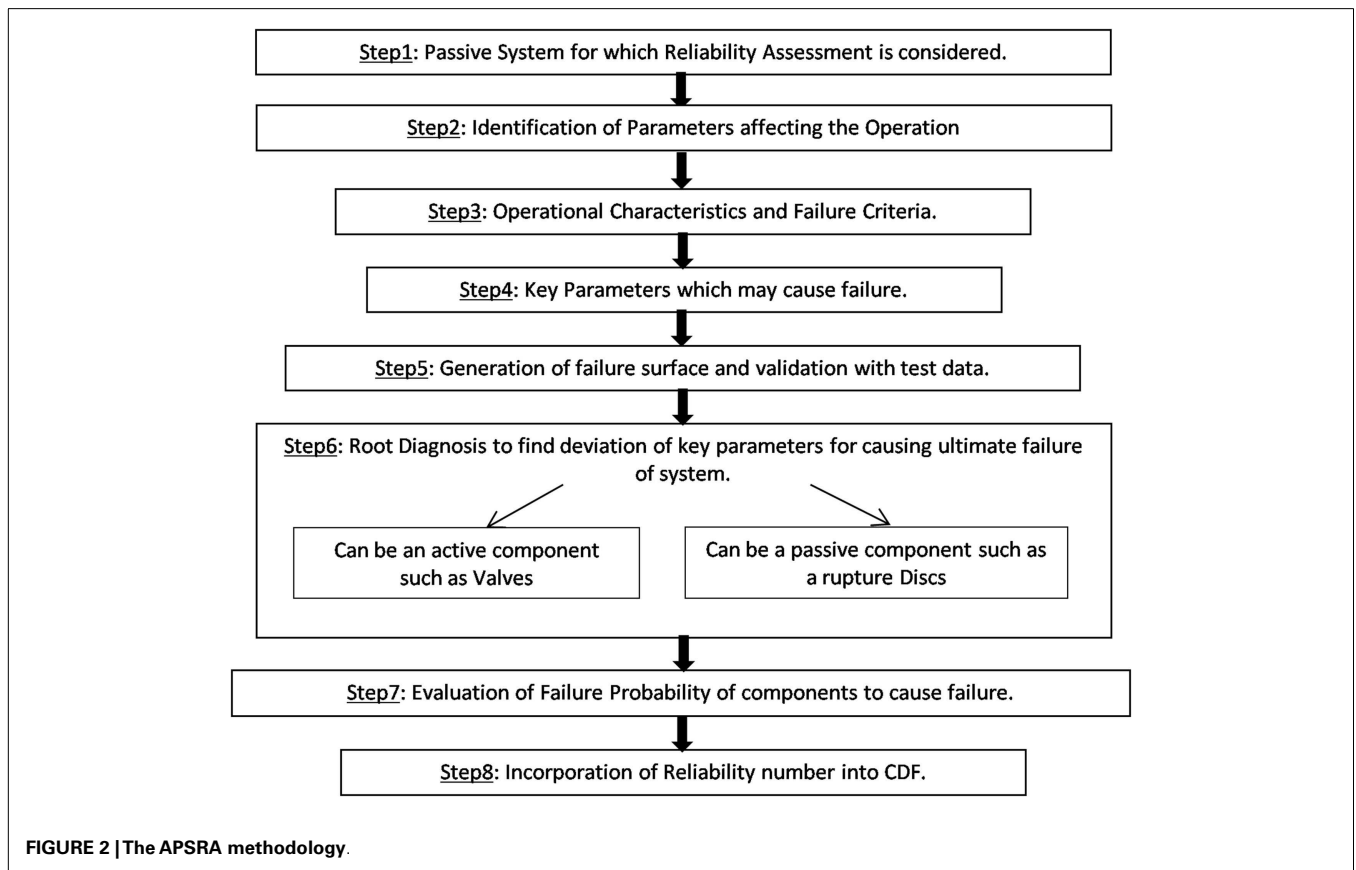 Step1: Passive System for which Reliability Assessment is considered.
Step2: Identification of Parameters affecting the Operation
Step3: Operational Characteristics and Failure Criteria.
Step4: Key Parameters which may cause failure.
Step5: Generation of failure surface and validation with test data.
Step6: Root Diagnosis to find deviation of key parameters for causing ultimate failure
of system.
Can be an active component
such as Valves
Can be a passive component such as
a rupture Discs
Step7: Evaluation of Failure Probability of components to cause failure.
Step8: Incorporation of Reliability number into CDF.
FIGURE 2 | The APSRA methodology.